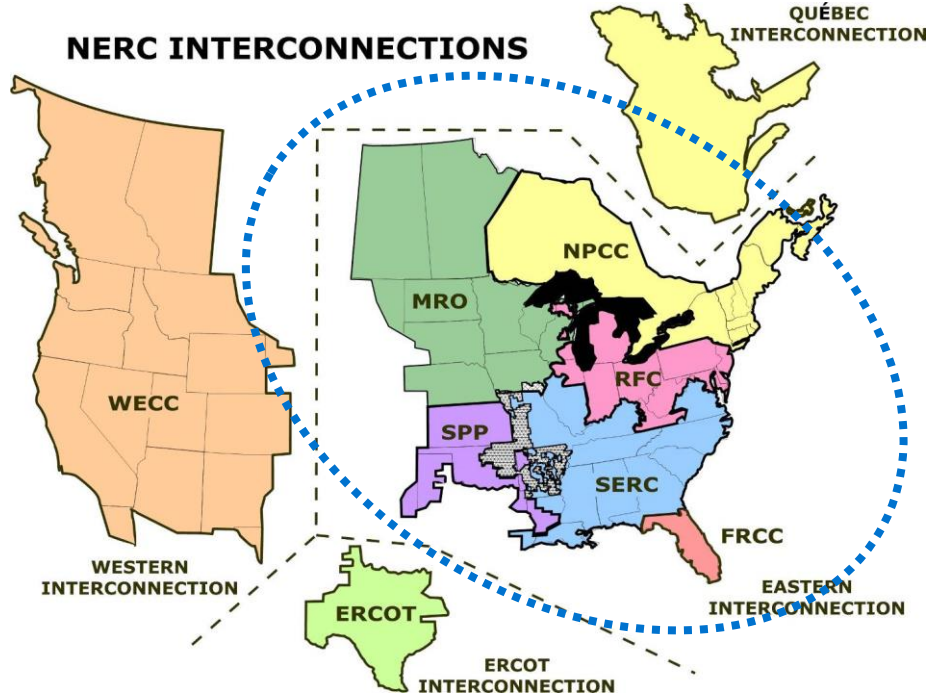 NERC INTERCONNECTIONS
QUÉBEC
INTERCONNECTION
NPCC
MRO
RFC
WECC
SPP
SERC
FRCC
WESTERN
INTERCONNECTION
EASTERN
INTERCONNECTION
ERCOT
ERCOT
INTERCONNECTION